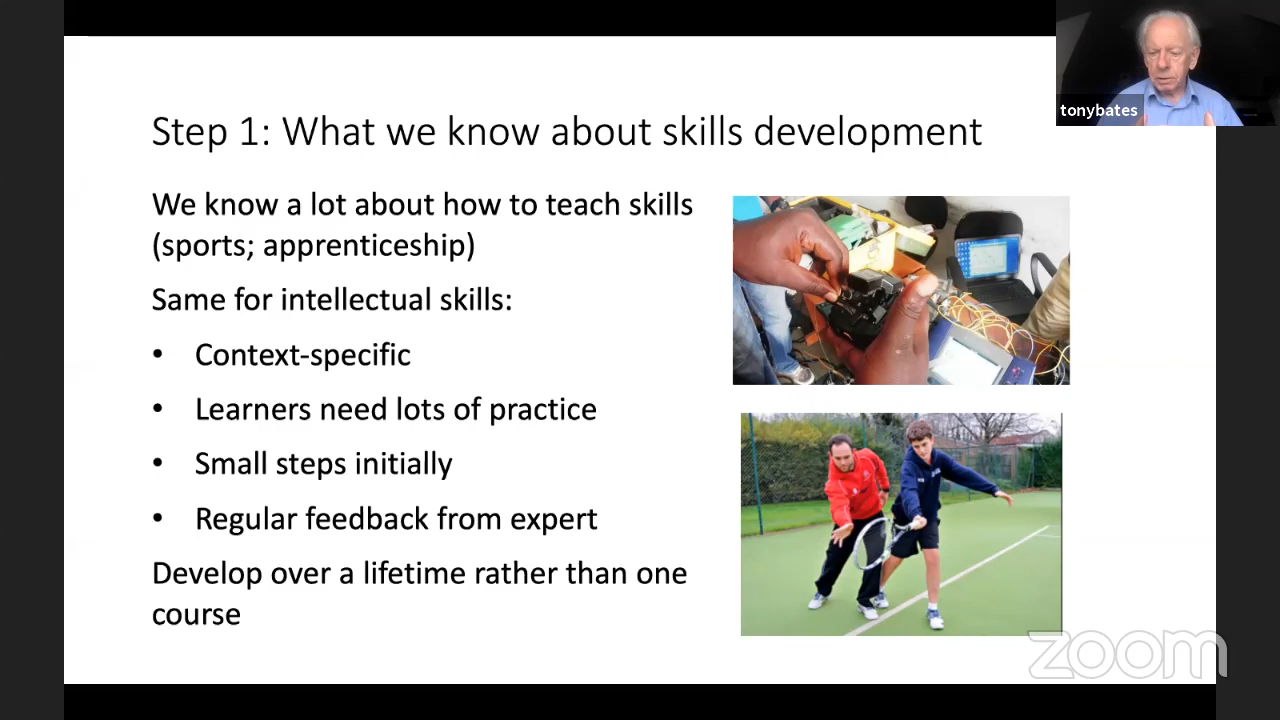 tonybates
Step 1: What we know about skills development
We know a lot about how to teach skills
(sports; apprenticeship)
Same for intellectual skills:
• Context-specific
• Learners need lots of practice
• Small steps initially
• Regular feedback from expert
Develop over a lifetime rather than one
course
zoom